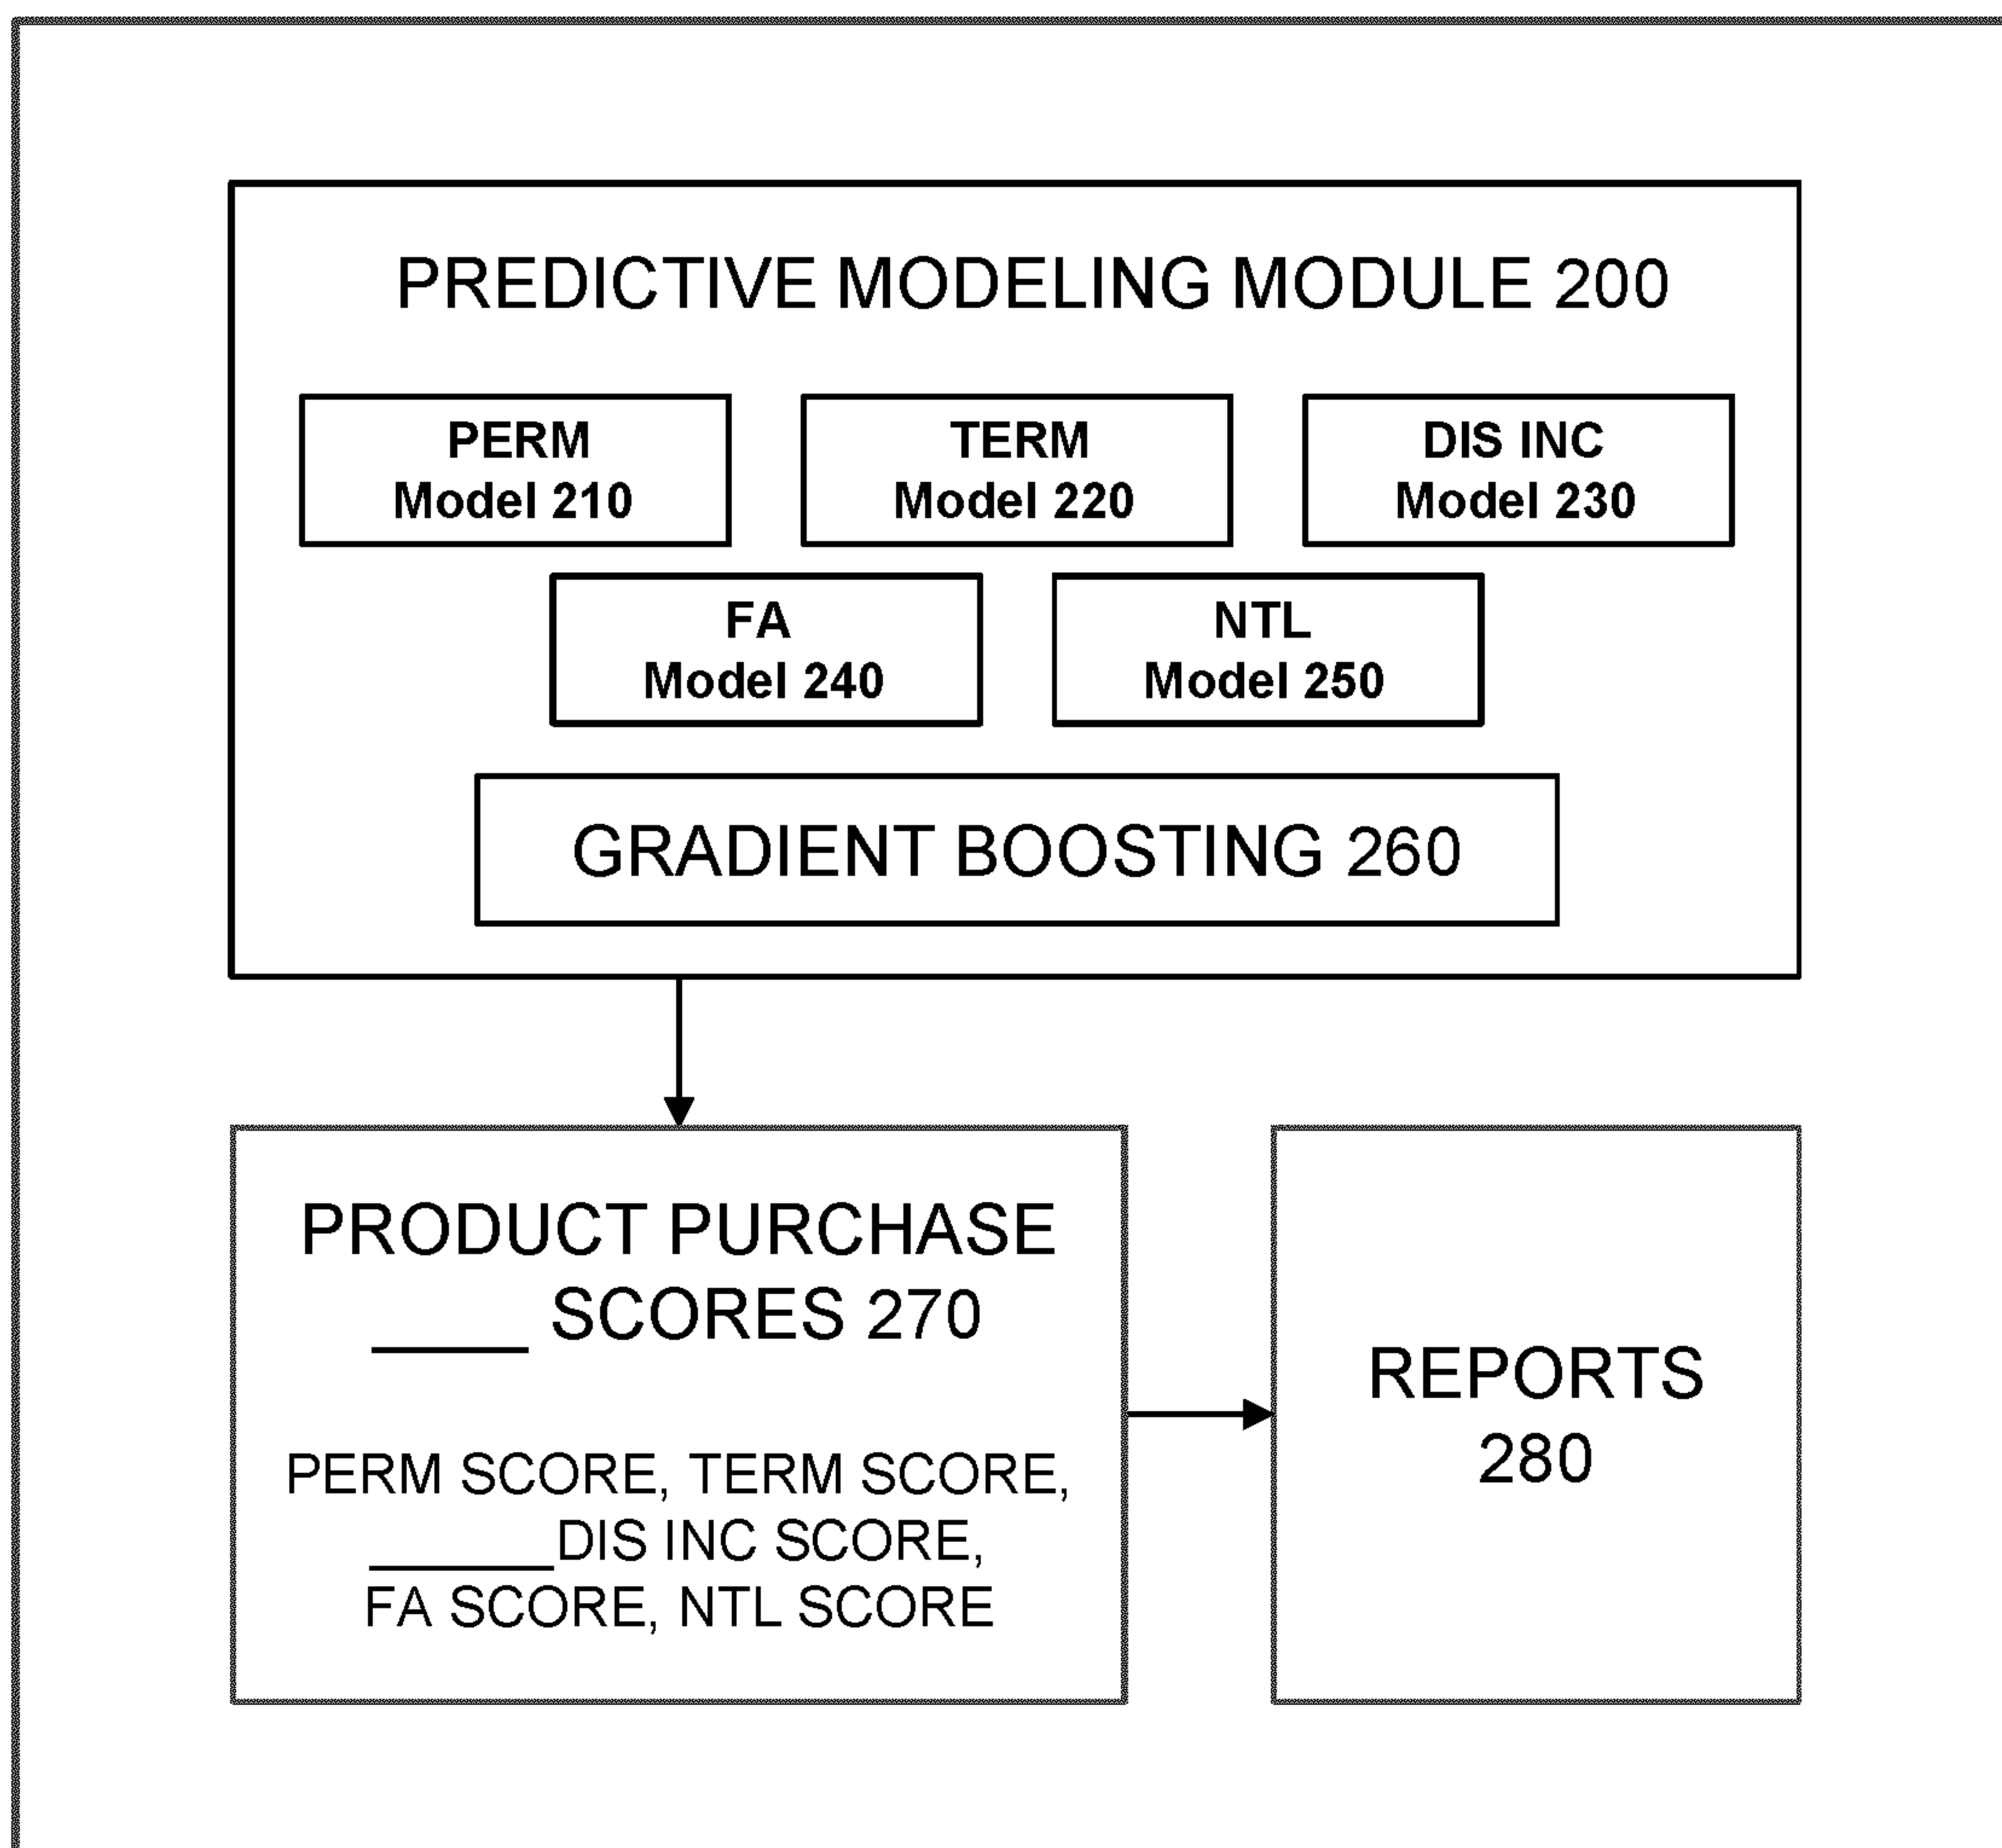 PREDICTIVE MODELING MODULE 200
PERM
Model 210
TERM
Model 220
DIS INC
Model 230
FA
Model 240
NTL
Model 250
GRADIENT BOOSTING 260
PRODUCT PURCHASE
____ SCORES 270
PERM SCORE, TERM SCORE,
______DIS INC SCORE,
FA SCORE, NTL SCORE
REPORTS
280